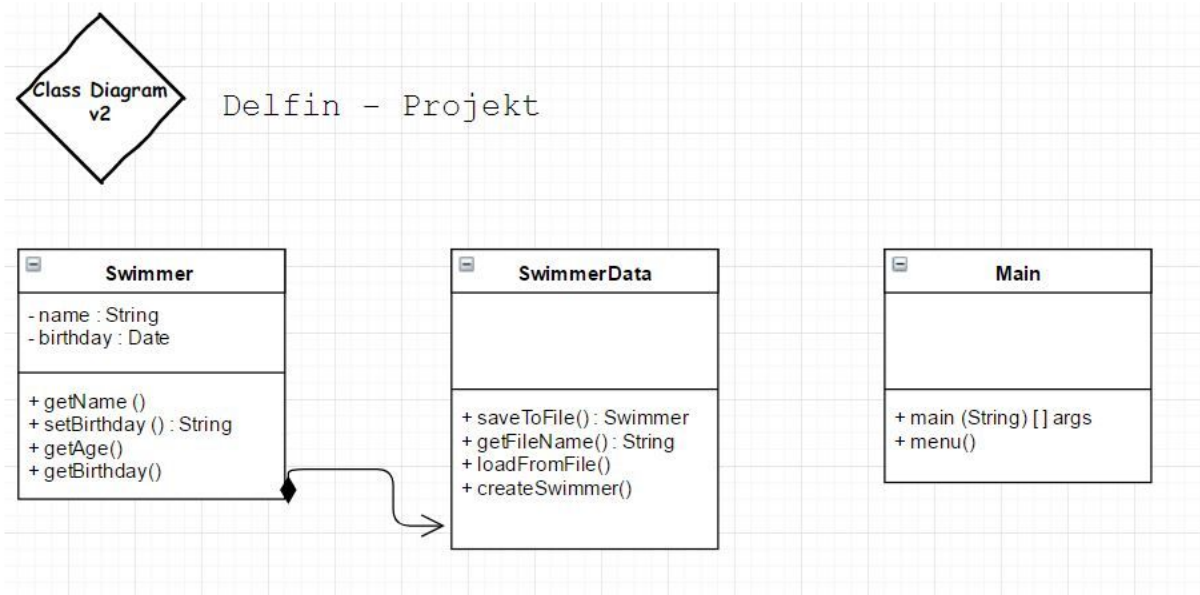 Class Diagram
v2
Delfin - Projekt
Swimmer
- name : String
- birthday : Date
+ getName ()
+ setBirthday () : String
+ getAge()
+ getBirthday()
SwimmerData
+ saveToFile() : Swimmer
+ getFileName() : String
+ loadFromFile()
+ createSwimmer()
Main
+ main (String) [ ] args
+ menu()